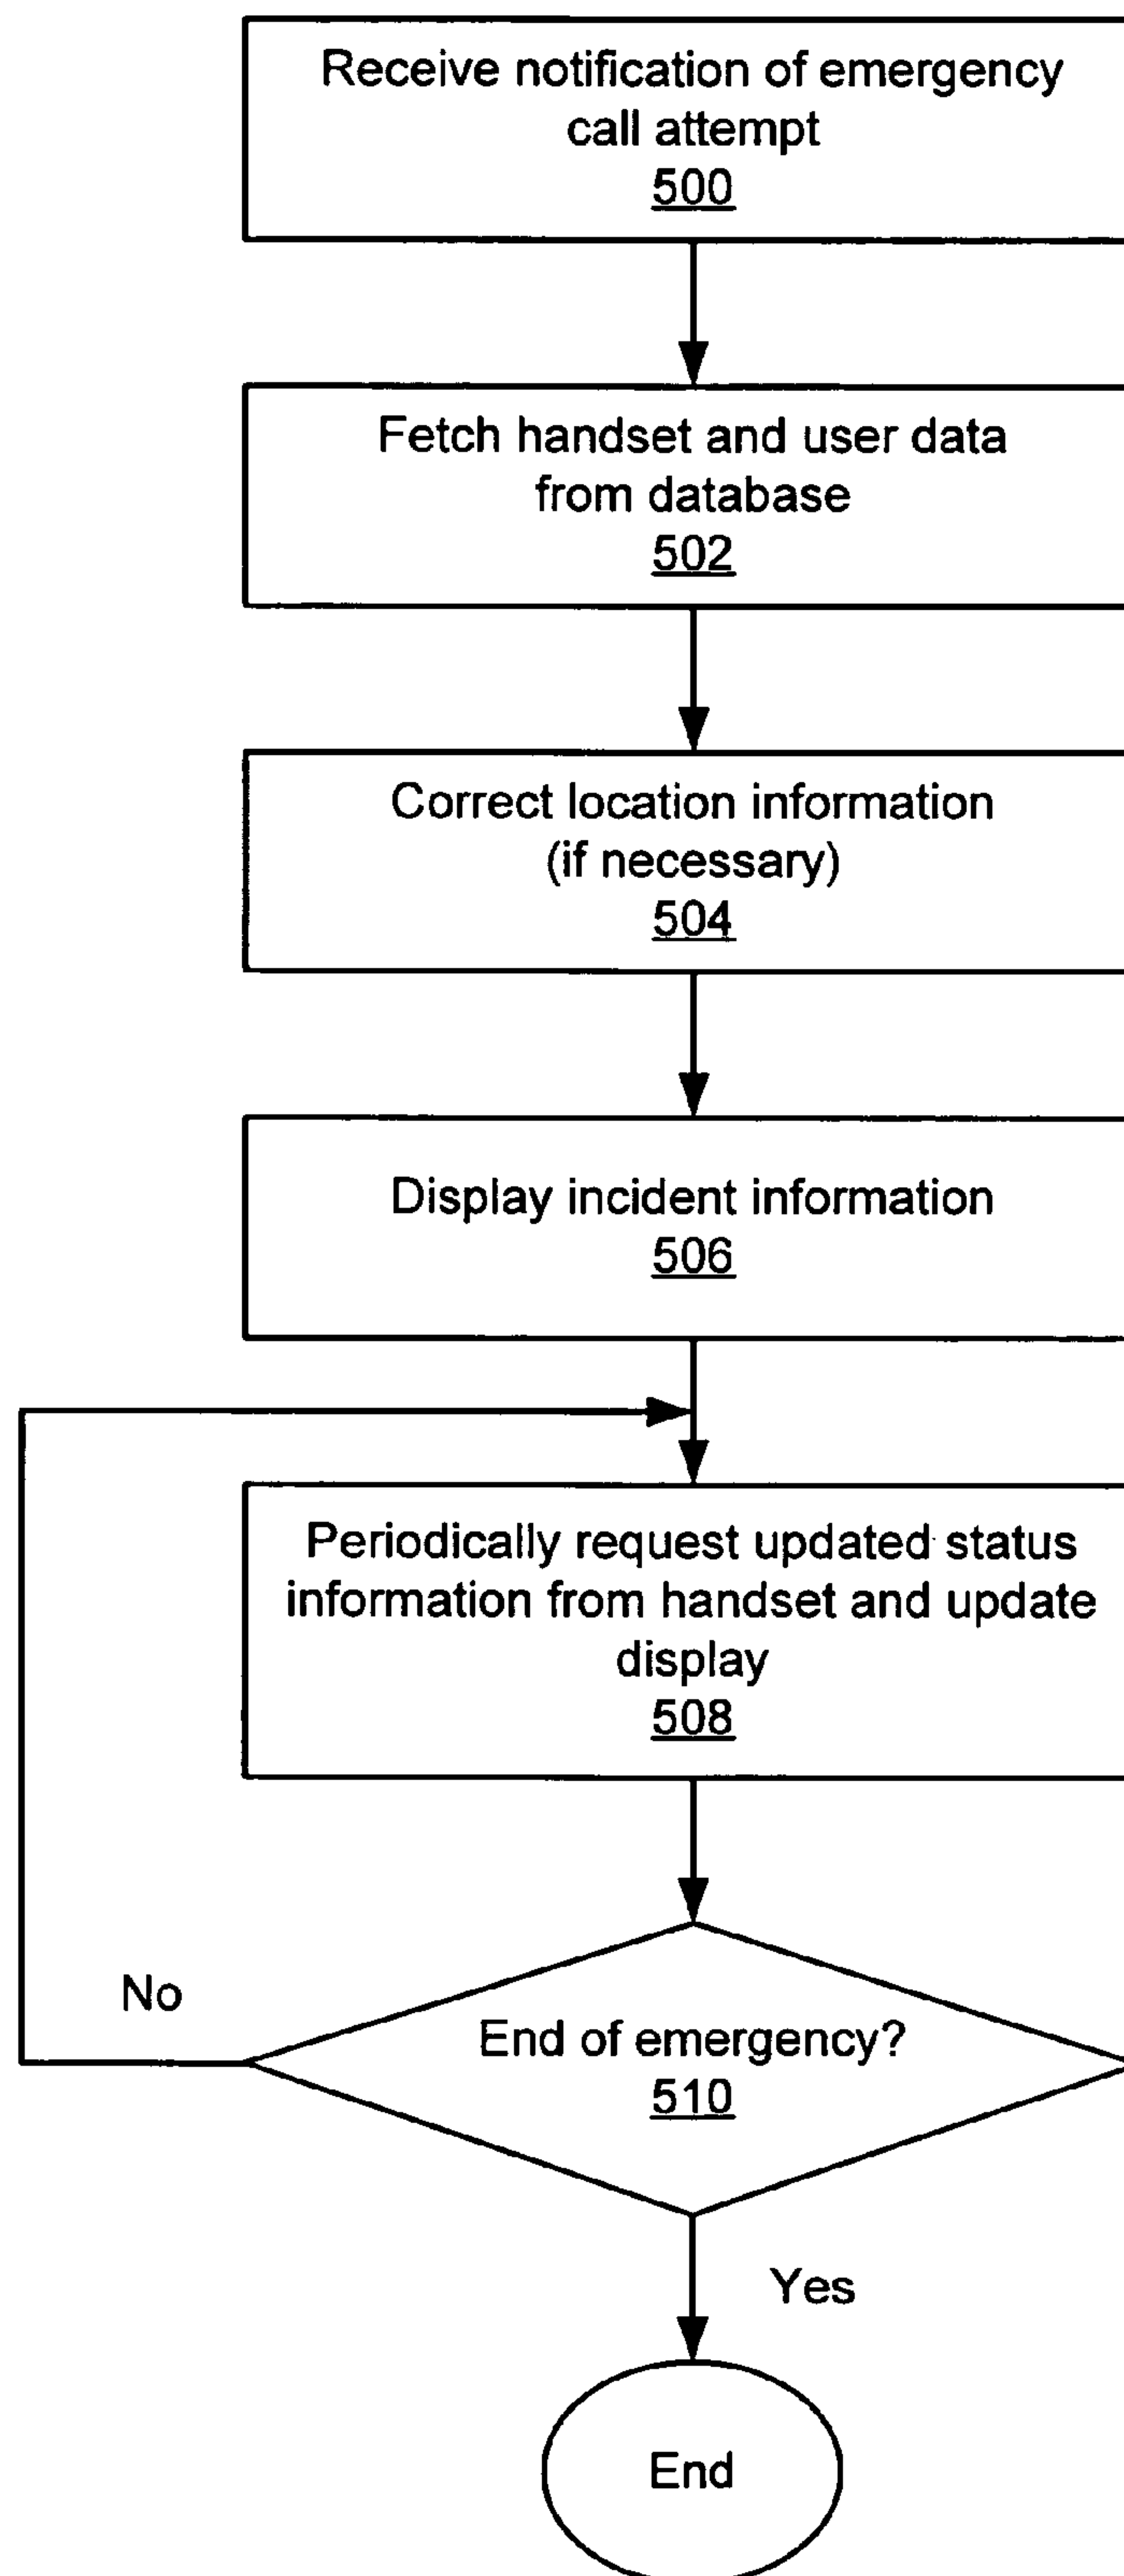 Receive notification of emergency
call attempt
500
Fetch handset and user data
from database
502
Correct location information
(if necessary)
504
Display incident information
506
Periodically request updated status
information from handset and update
display
508
No
End of emergency?
510
Yes
End